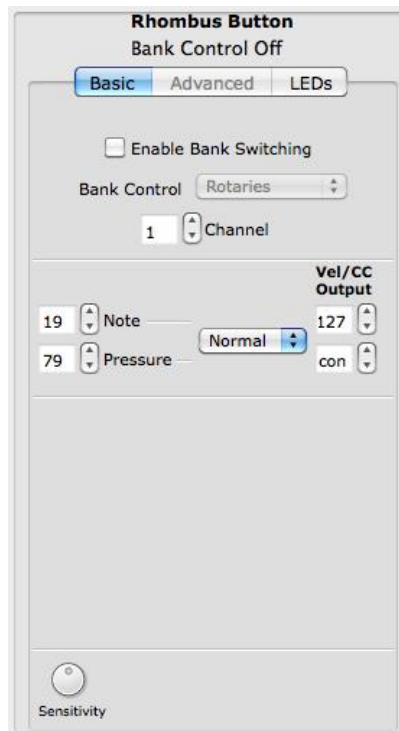 Rhombus Button
Bank Control Off
Basic Advanced LEDs
Enable Bank Switching
Bank Control Rotaries
1 Channel
Vel/CC
Output
19 Note 127
Normal
79 Pressure con
Sensitivity